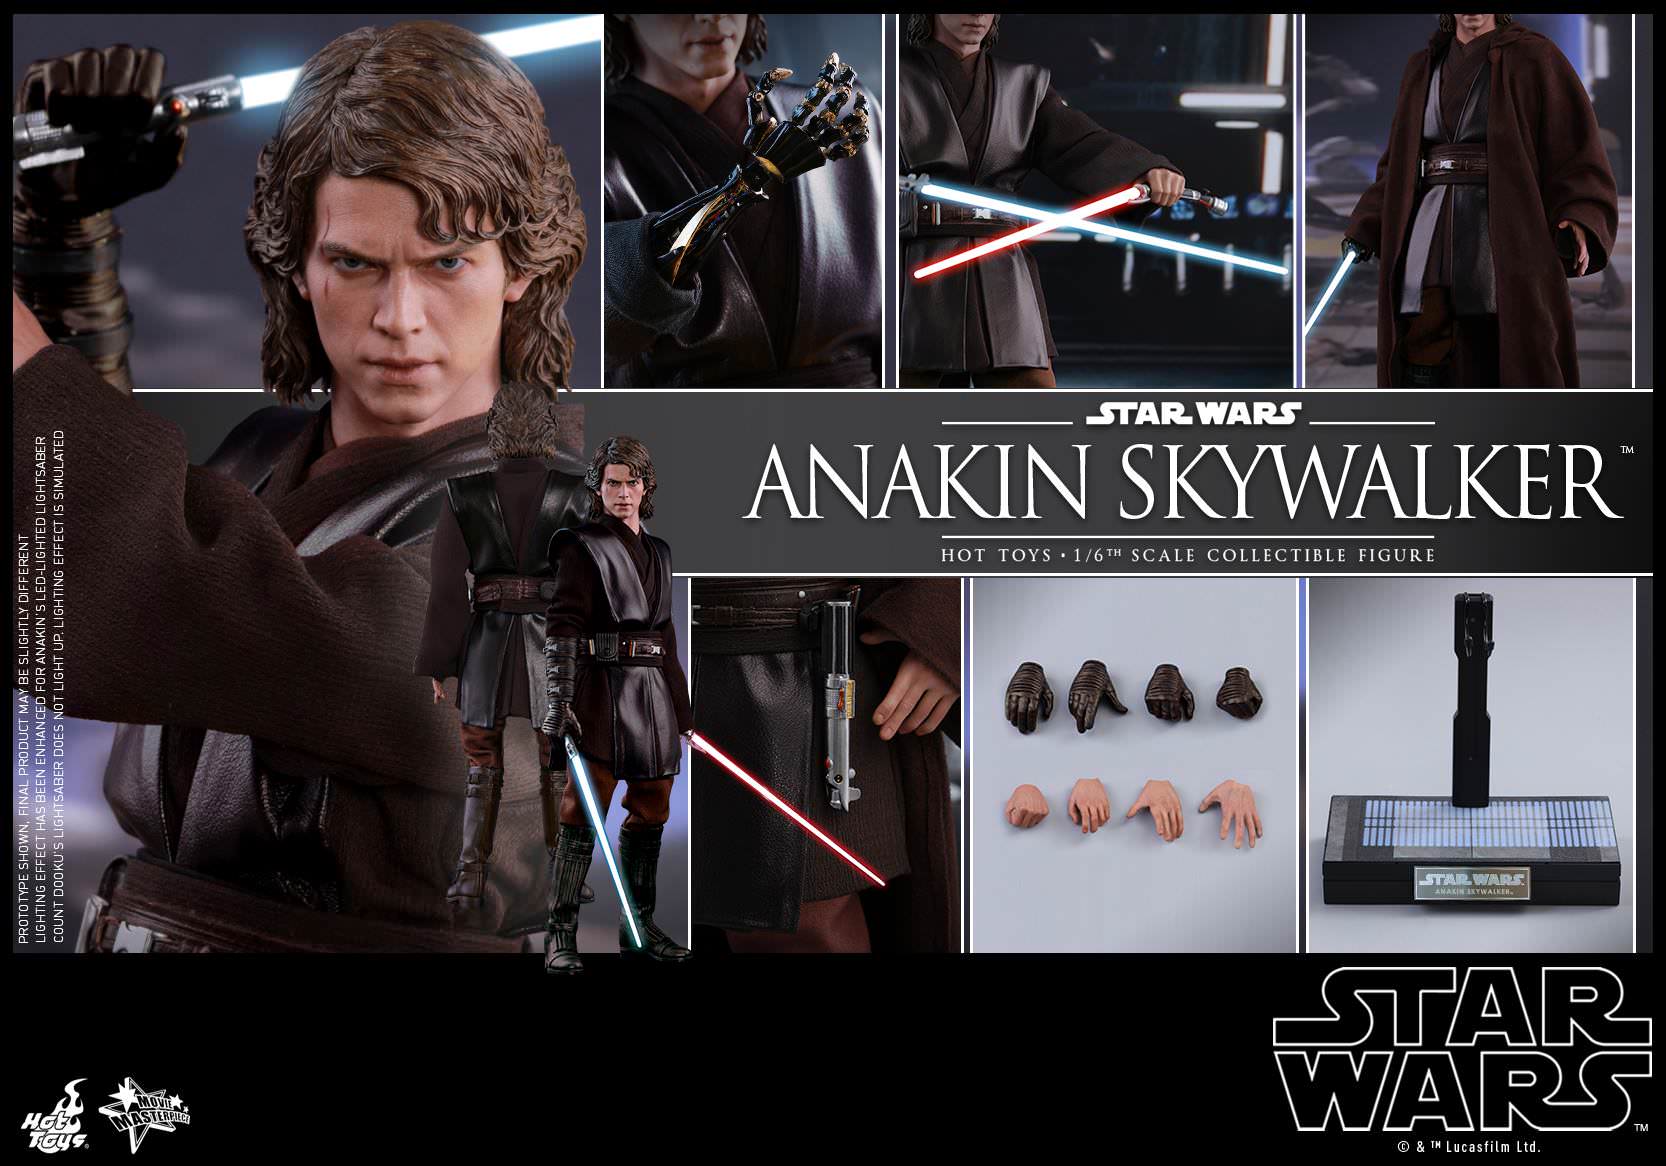 STAR WARS
ANAKIN SKYWALKER™
HOT TOYS • 1/6TH SCALE COLLECTIBLE FIGURE
PROTOTYPE SHOWN, FINAL PRODUCT MAY BE SLIGHTLY DIFFERENT
LIGHTING EFFECT HAS BEEN ENHANCED FOR ANAKIN'S LED-LIGHTED LIGHTSABER
COUNT DOOKU'S LIGHTSABER DOES NOT LIGHT UP, LIGHTING EFFECT IS SIMULATED
STAR WARS
ANAKIN SKYWALKER™
Hot
Toys®
MOVIE
MASTERPIECE
STAR
WARS™
© & ™ Lucasfilm Ltd.